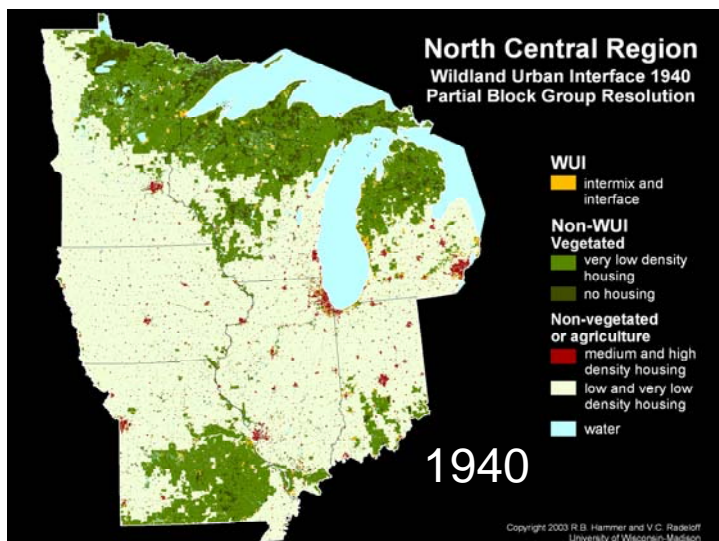 North Central Region
Wildland Urban Interface 1940
Partial Block Group Resolution
WUI
intermix and
interface
Non-WUI
Vegetated
very low density
housing
no housing
Non-vegetated
or agriculture
medium and high
density housing
low and very low
density housing
water
1940
Copyright 2003 R.B. Hammer and V.C. Radeloff
University of Wisconsin-Madison